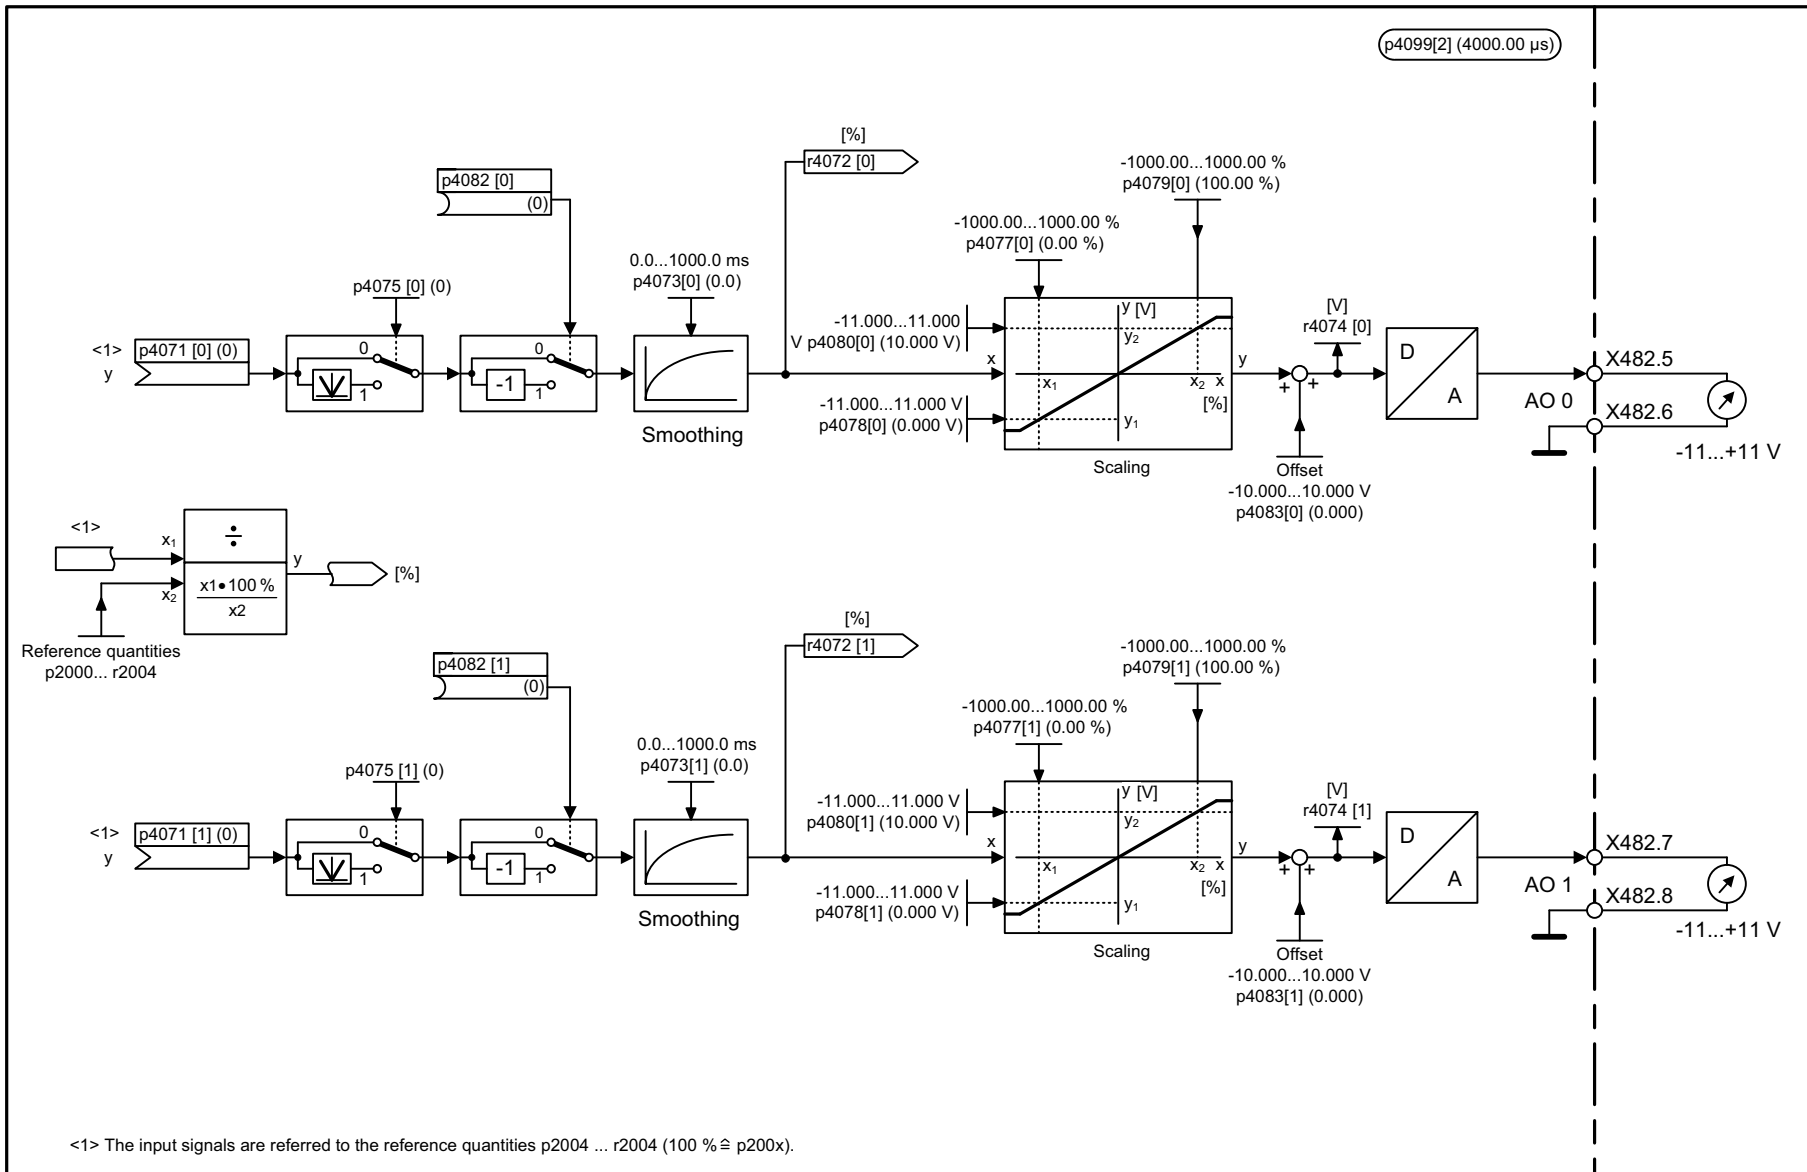 p4099[2] (4000.00 µs)
[%]
r4072 [0]
-1000.00...1000.00 %
p4079[0] (100.00 %)
p4082 [0]
(0)
-1000.00...1000.00 %
p4077[0] (0.00 %)
0.0...1000.0 ms
p4073[0] (0.0)
p4075 [0] (0)
-11.000...11.000
V p4080[0] (10.000 V)
y [V]
y2
[V]
r4074 [0]
<1>
y
p4071 [0] (0)
0
1
0
-1
1
Smoothing
x
x1
x2
x
[%]
y
-11.000...11.000 V
p4078[0] (0.000 V)
y1
Scaling
+
+
Offset
-10.000...10.000 V
p4083[0] (0.000)
D
A
AO 0
X482.5
X482.6
-11...+11 V
<1>
x1
x2
÷
x1•100 %
x2
y
[%]
Reference quantities
p2000... r2004
[%]
r4072 [1]
-1000.00...1000.00 %
p4079[1] (100.00 %)
p4082 [1]
(0)
-1000.00...1000.00 %
p4077[1] (0.00 %)
0.0...1000.0 ms
p4073[1] (0.0)
p4075 [1] (0)
-11.000...11.000 V
p4080[1] (10.000 V)
y [V]
y2
[V]
r4074 [1]
<1>
y
p4071 [1] (0)
0
1
0
-1
1
Smoothing
x
x1
x2
x
[%]
y
-11.000...11.000 V
p4078[1] (0.000 V)
y1
Scaling
+
+
Offset
-10.000...10.000 V
p4083[1] (0.000)
D
A
AO 1
X482.7
X482.8
-11...+11 V
<1> The input signals are referred to the reference quantities p2004 ... r2004 (100 % ≙ p200x).